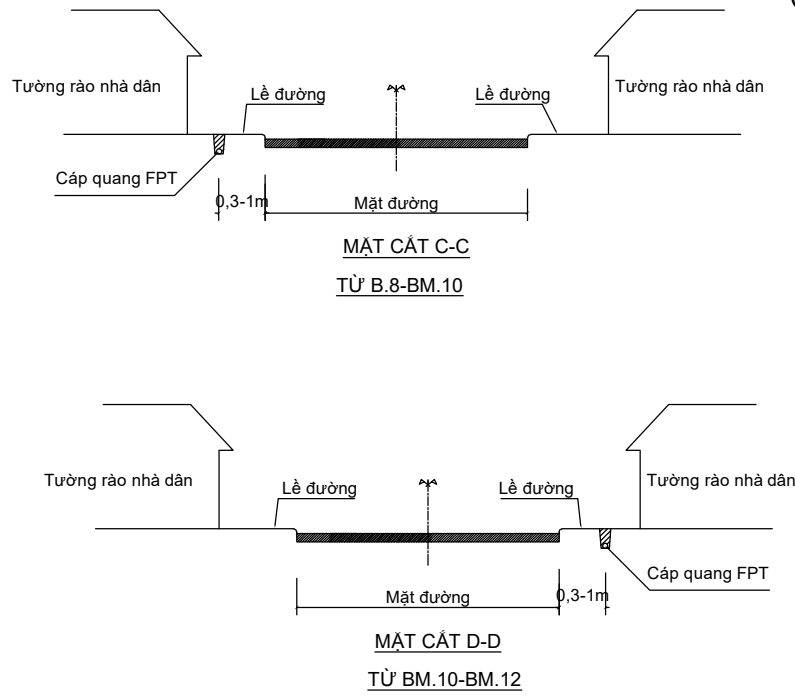 Tường rào nhà dân
Lề đường
Lề đường
Tường rào nhà dân
Cáp quang FPT
0,3-1m
Mặt đường
MẶT CẮT C-C
TỪ B.8-BM.10
Tường rào nhà dân
Lề đường
Lề đường
Tường rào nhà dân
Cáp quang FPT
Mặt đường
0,3-1m
MẶT CẮT D-D
TỪ BM.10-BM.12